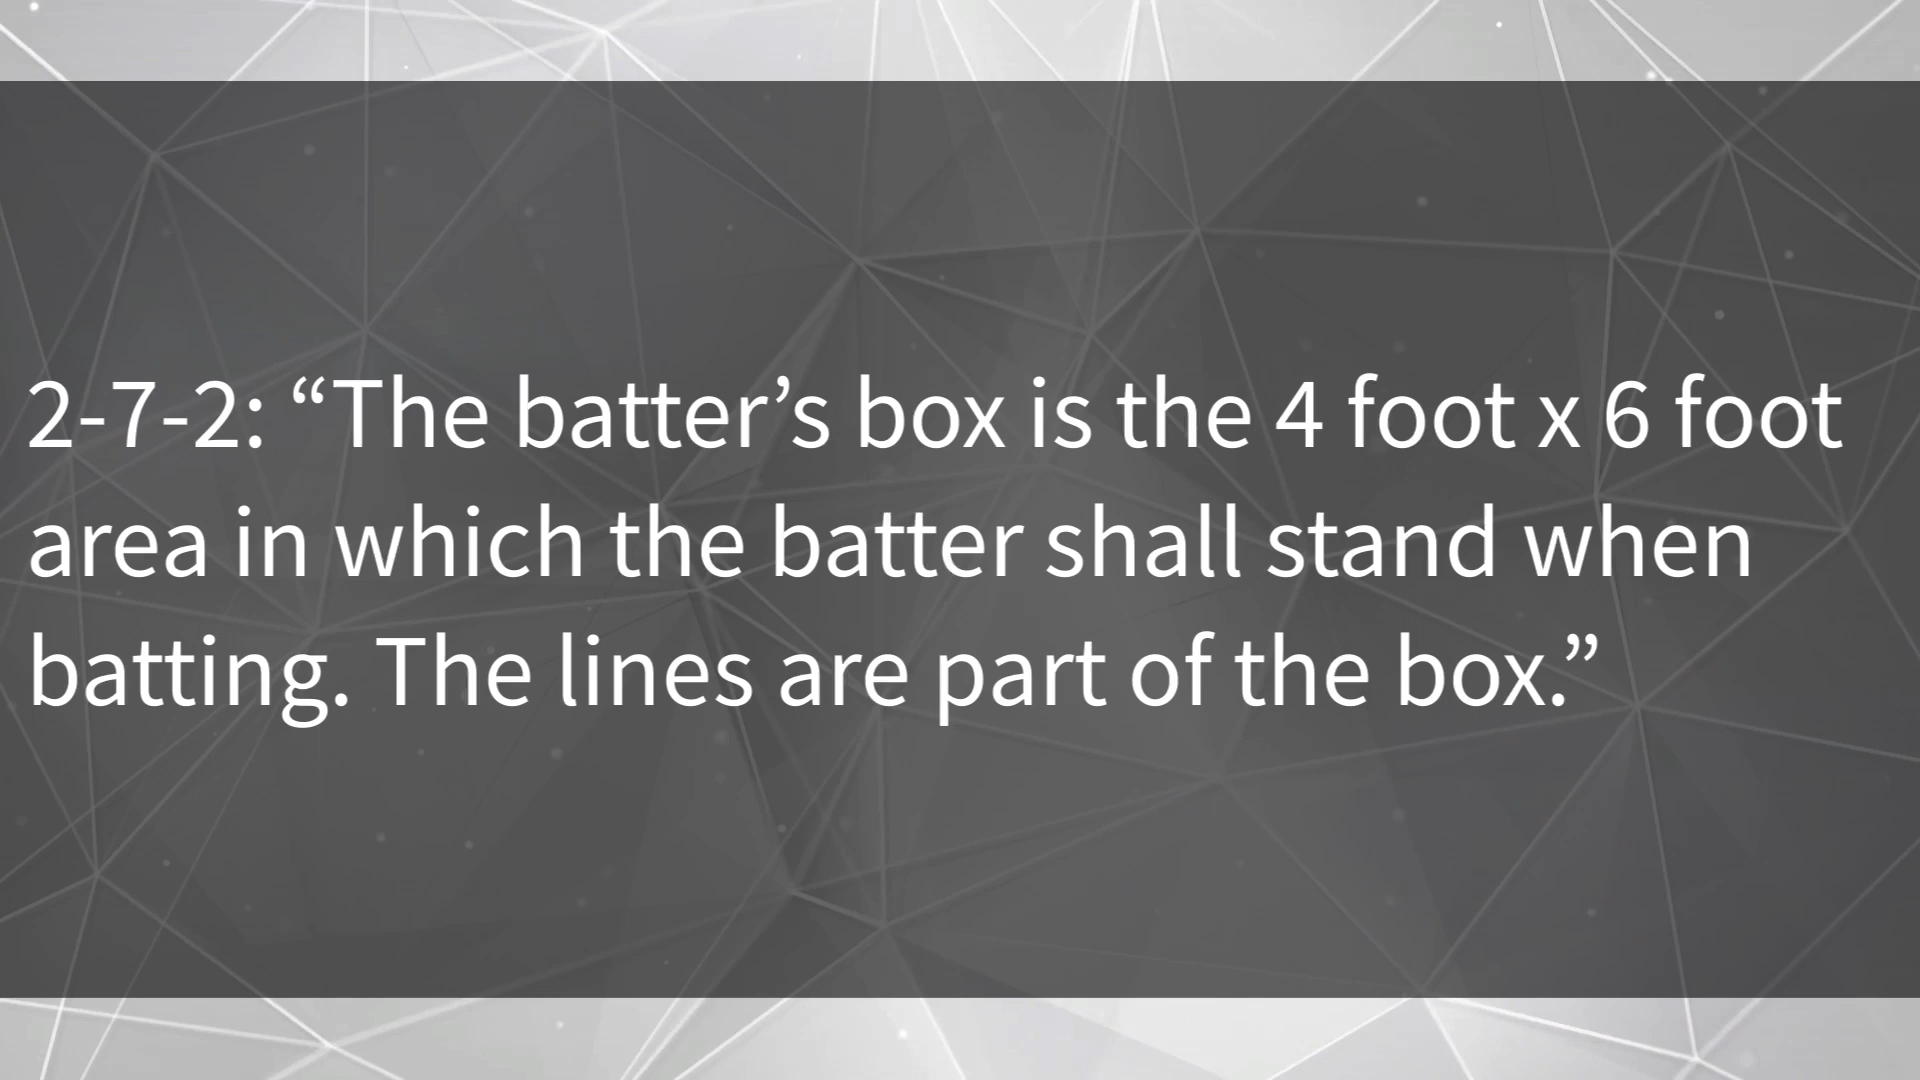 2-7-2: “The batter’s box is the 4 foot x 6 foot
area in which the batter shall stand when
batting. The lines are part of the box.”